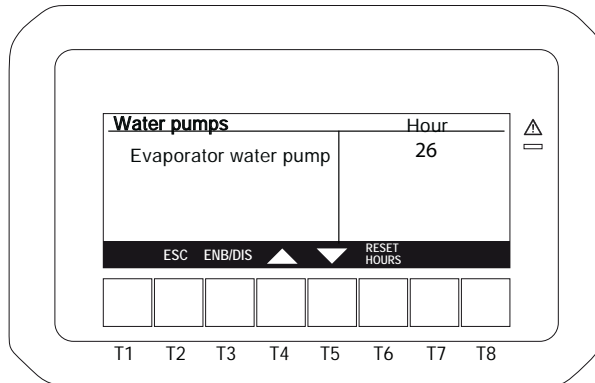 Water pumps Hour
Evaporator water pump 26
ESC ENB/DIS RESET
HOURS
T1 T2 T3 T4 T5 T6 T7 T8